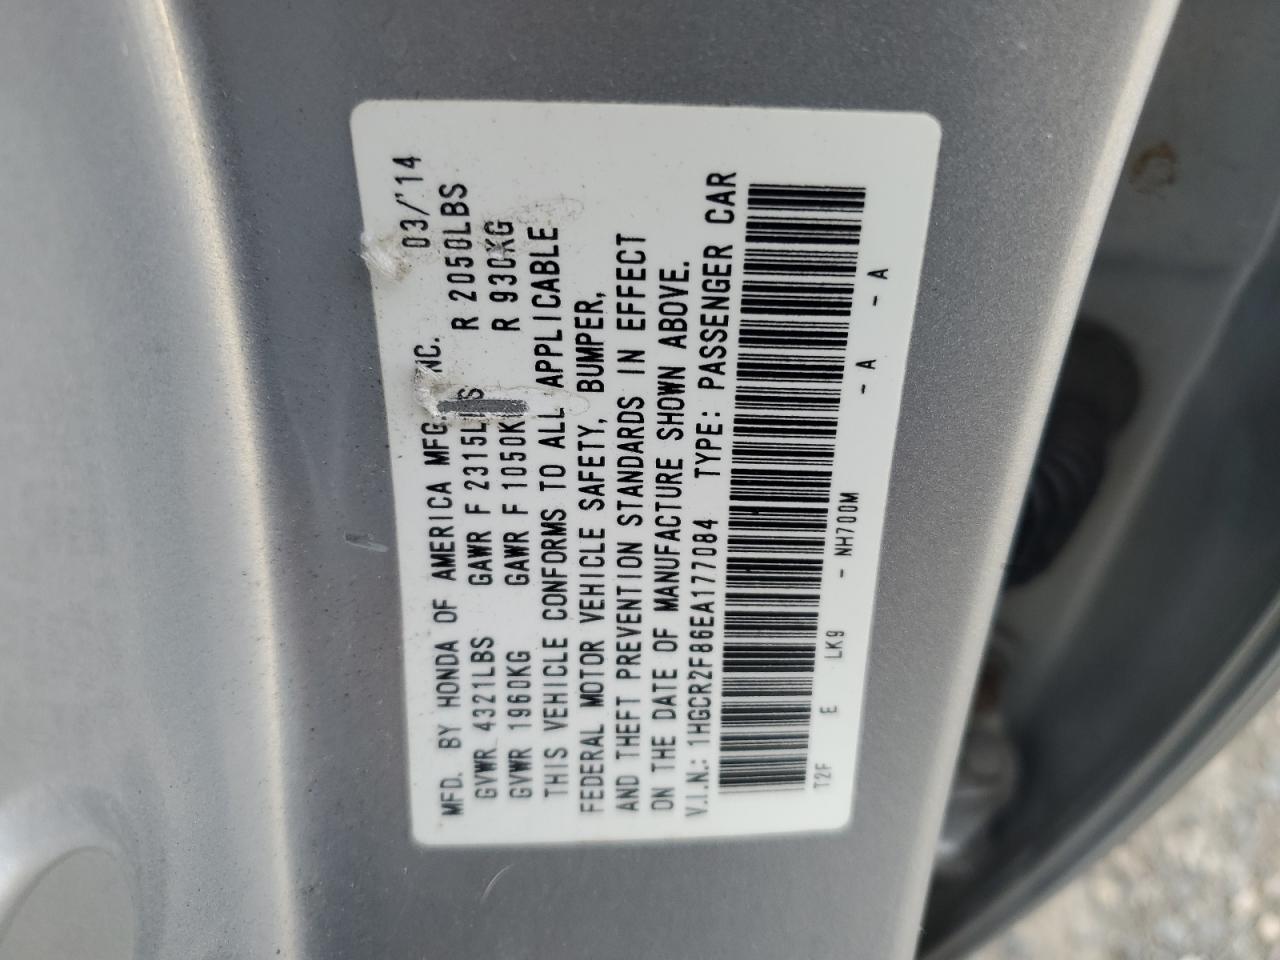 MFD. BY HONDA OF AMERICA MFG. NC. 03/'14
GVWR 4321LBS GAWR F 2315L S R 2050LBS
GVWR 1960KG GAWR F 1050K R 930KG
THIS VEHICLE CONFORMS TO ALL APPLICABLE
FEDERAL MOTOR VEHICLE SAFETY, BUMPER,
AND THEFT PREVENTION STANDARDS IN EFFECT
ON THE DATE OF MANUFACTURE SHOWN ABOVE.
V.I.N.: 1HGCR2F86EA177084 TYPE: PASSENGER CAR
T2F E LK9 - NH700M - A - A